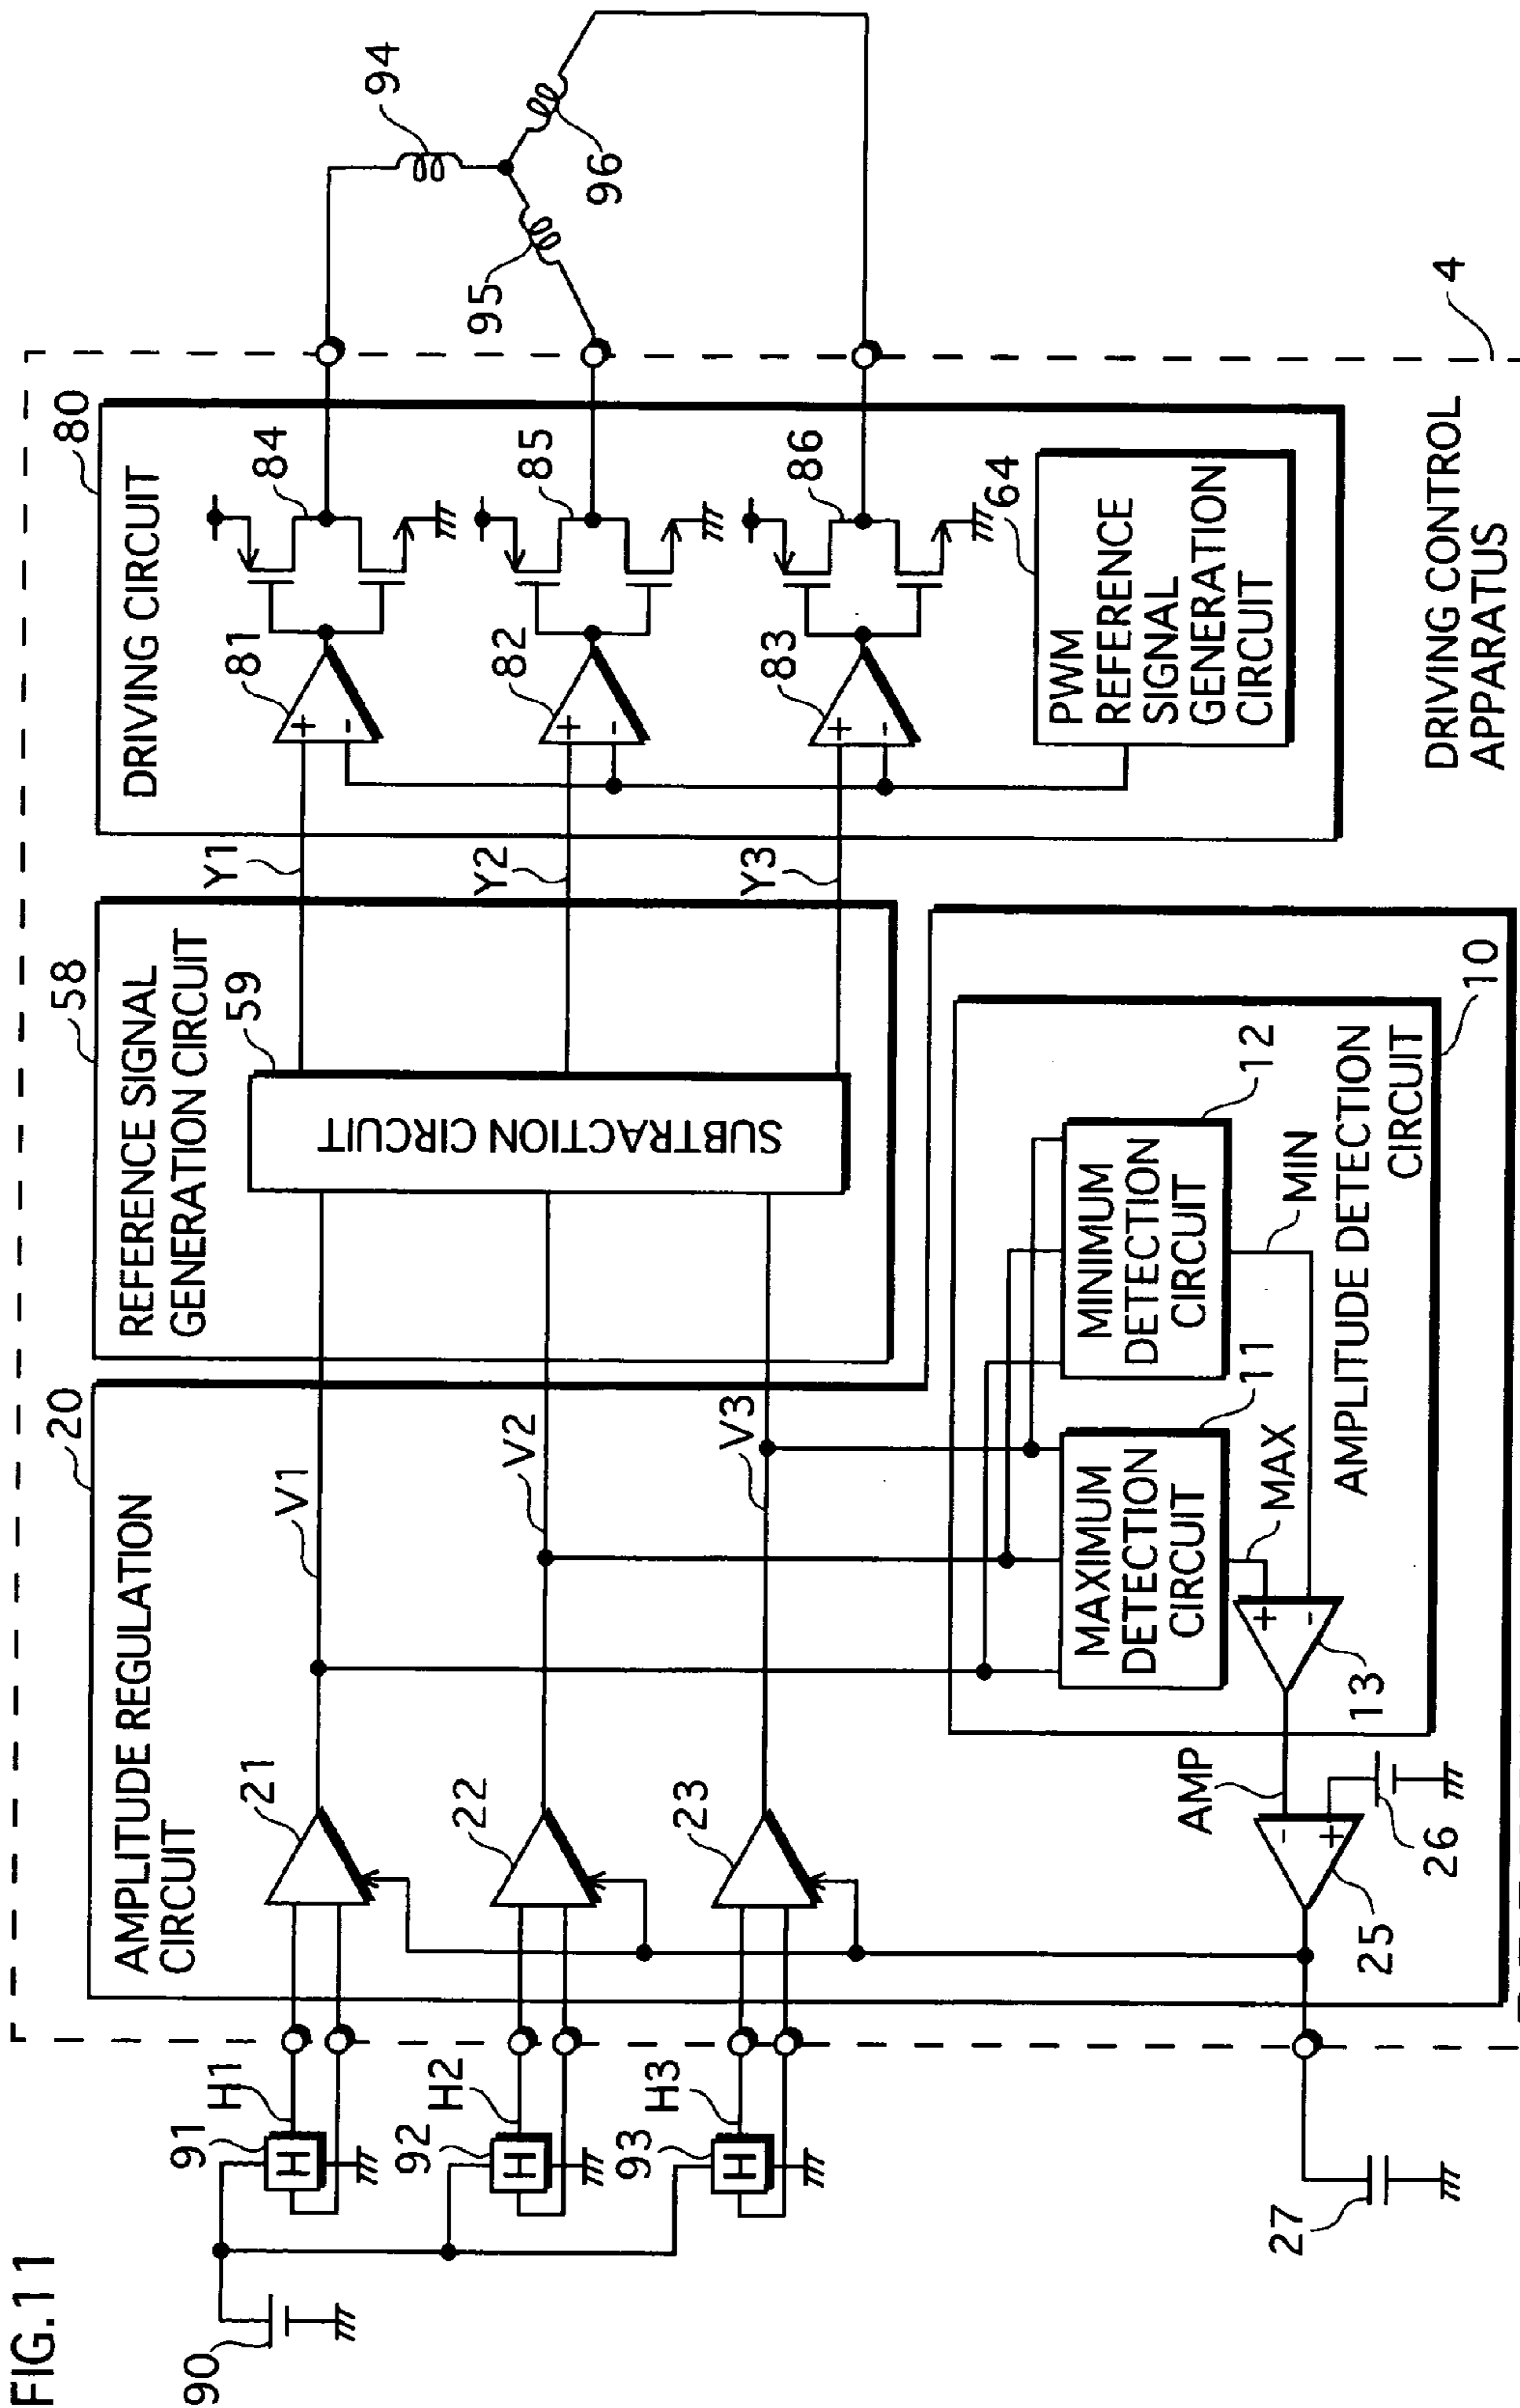 FIG.11
90
91
H1
92
H2
93
H3
H
H
H
27
20
AMPLITUDE REGULATION
CIRCUIT
21
22
23
V1
V2
V3
25
26
-
+
AMP
13
+
-
MAX
MIN
11
MAXIMUM
DETECTION
CIRCUIT
12
MINIMUM
DETECTION
CIRCUIT
AMPLITUDE DETECTION
CIRCUIT
10
58
REFERENCE SIGNAL
GENERATION CIRCUIT
59
SUBTRACTION CIRCUIT
Y1
Y2
Y3
80
DRIVING CIRCUIT
81
+
-
84
82
+
-
85
83
+
-
86
64
PWM
REFERENCE
SIGNAL
GENERATION
CIRCUIT
DRIVING CONTROL
APPARATUS
4
94
95
96